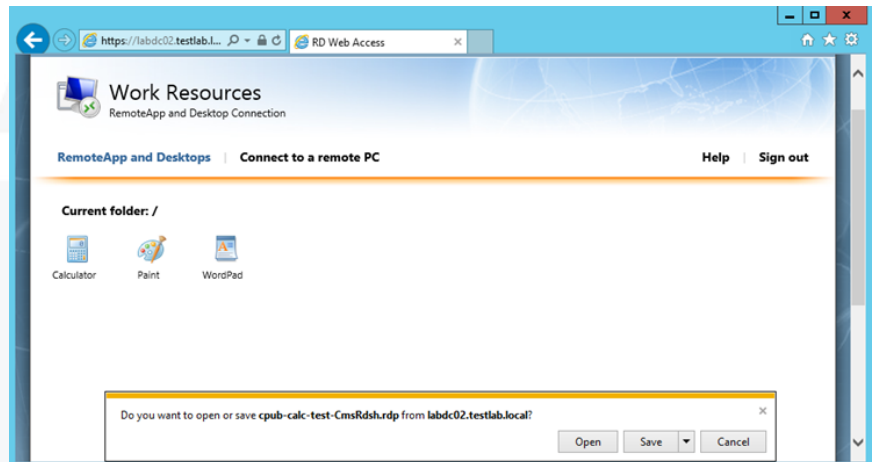 https://labdc02.testlab.l...
RD Web Access
Work Resources
RemoteApp and Desktop Connection
RemoteApp and Desktops | Connect to a remote PC
Help | Sign out
Current folder: /
Calculator Paint WordPad
Do you want to open or save cpub-calc-test-CmsRdsh.rdp from labdc02.testlab.local?
Open Save Cancel